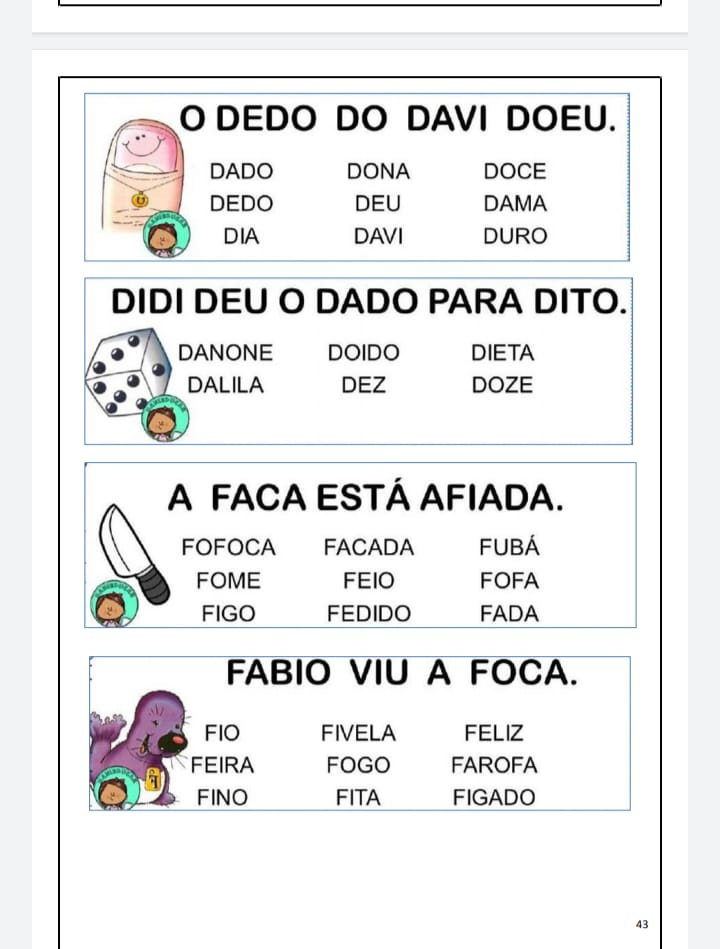 O DEDO DO DAVI DOEU.
DADO DONA DOCE
DEDO DEU DAMA
DIA DAVI DURO
DIDI DEU O DADO PARA DITO.
DANONE DOIDO DIETA
DALILA DEZ DOZE
A FACA ESTÁ AFIADA.
FOFOCA FACADA FUBÁ
FOME FEIO FOFA
FIGO FEDIDO FADA
FABIO VIU A FOCA.
FIO FIVELA FELIZ
FEIRA FOGO FAROFA
FINO FITA FIGADO
43